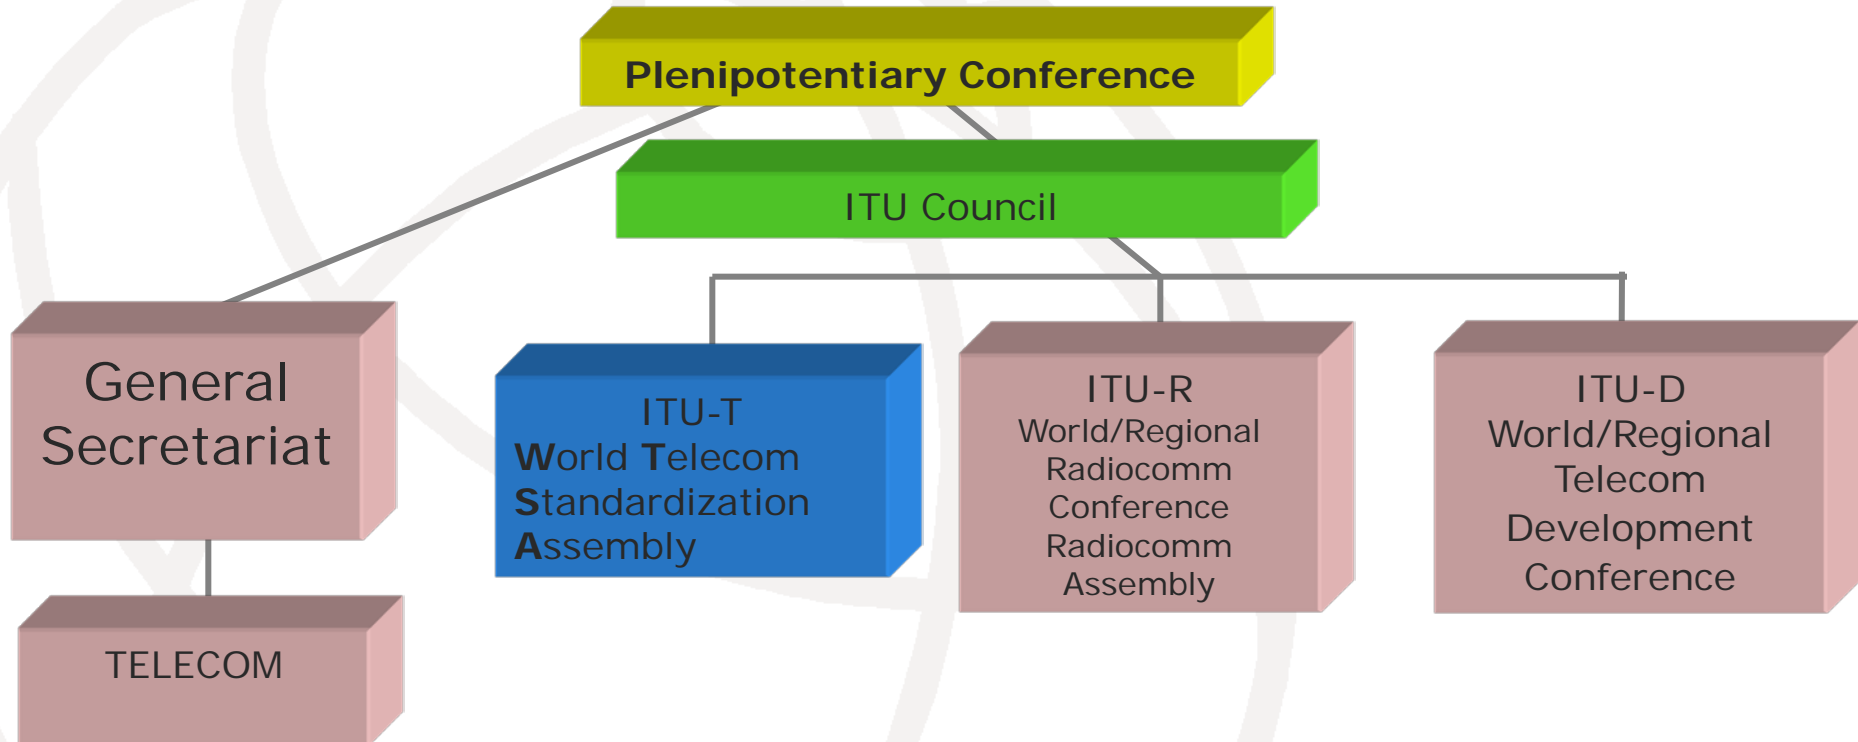 Plenipotentiary Conference
ITU Council
General
Secretariat
TELECOM
ITU-T
World Telecom
Standardization
Assembly
ITU-R
World/Regional
Radiocomm
Conference
Radiocomm
Assembly
ITU-D
World/Regional
Telecom
Development
Conference